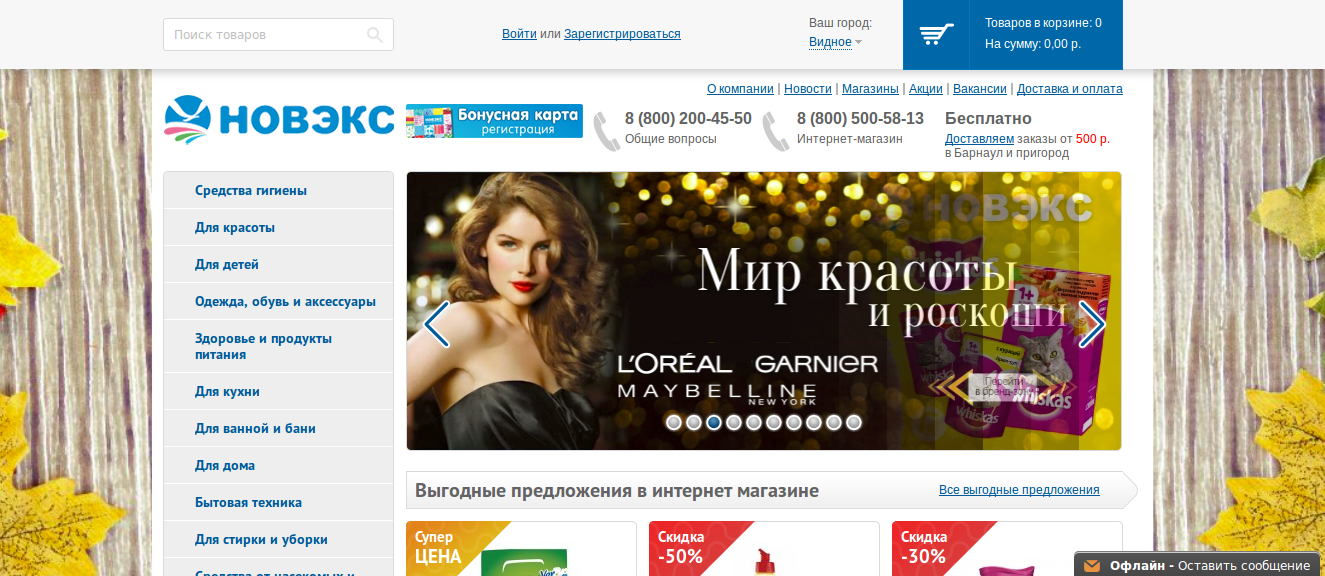 Поиск товаров
Войти или Зарегистрироваться
Ваш город:
Видное
Товаров в корзине: 0
На сумму: 0,00 р.
О компании | Новости | Магазины | Акции | Вакансии | Доставка и оплата
НОВЭКС
Бонусная карта
регистрация
8 (800) 200-45-50
Общие вопросы
8 (800) 500-58-13
Интернет-магазин
Бесплатно
Доставляем заказы от 500 р.
в Барнаул и пригород
Средства гигиены
Для красоты
Для детей
Одежда, обувь и аксессуары
Здоровье и продукты
питания
Для кухни
Для ванной и бани
Для дома
Бытовая техника
Для стирки и уборки
Средства от насекомых и
НОВЭКС
Мир красоты
и роскоши
L'ORÉAL GARNIER
MAYBELLINE
NEW YORK
Перейти
в бренд-зону
whiskas
whiskas
Выгодные предложения в интернет магазине
Все выгодные предложения
Супер
ЦЕНА
Скидка
-50%
Скидка
-30%
Офлайн - Оставить сообщение